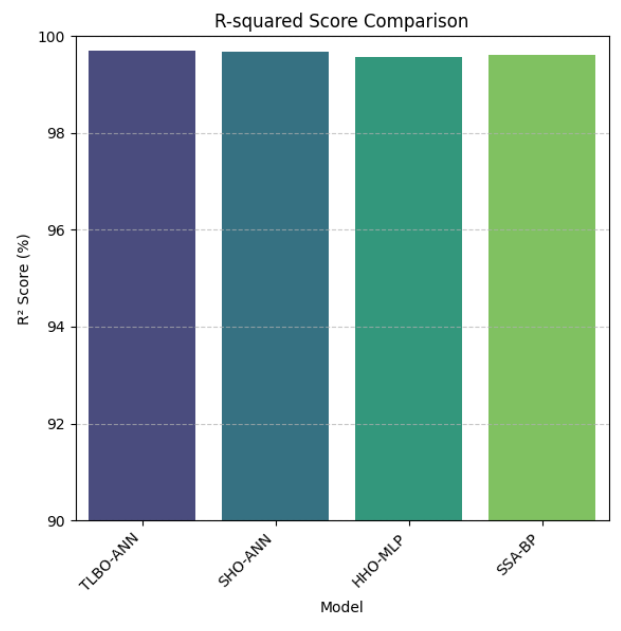 R-squared Score Comparison
100
98
96
94
92
90
R² Score (%)
TLBO-ANN
SHO-ANN
HHO-MLP
SSA-BP
Model